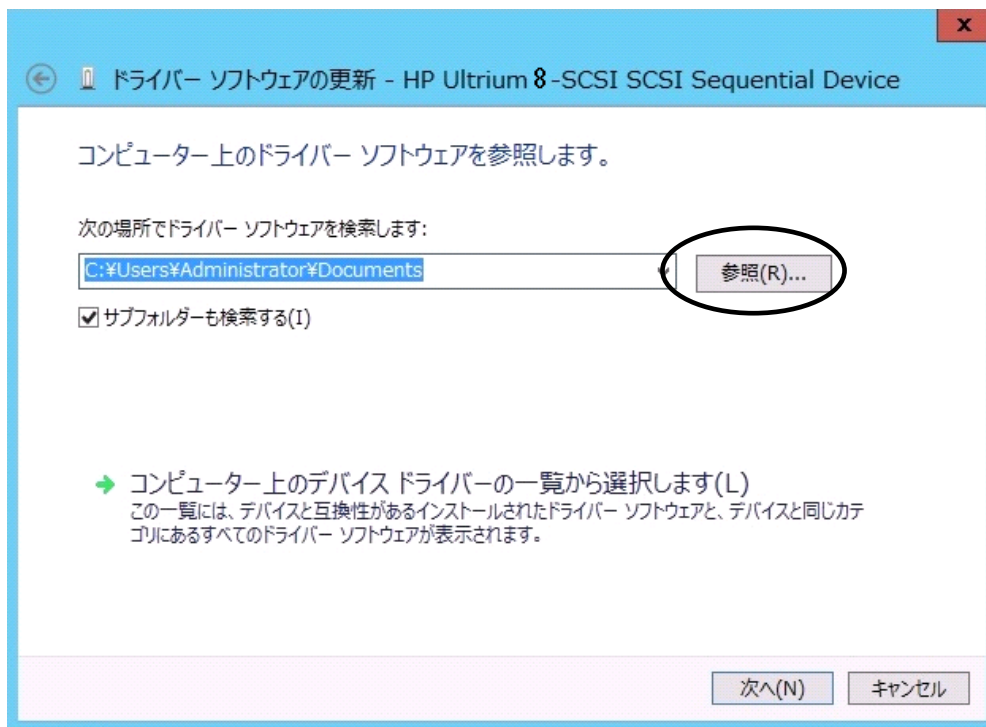 x
ドライバー ソフトウェアの更新 - HP Ultrium 8-SCSI SCSI Sequential Device
コンピューター上のドライバー ソフトウェアを参照します。
次の場所でドライバー ソフトウェアを検索します:
C:¥Users¥Administrator¥Documents
参照(R)...
サブフォルダーも検索する(I)
コンピューター上のデバイス ドライバーの一覧から選択します(L)
この一覧には、デバイスと互換性があるインストールされたドライバー ソフトウェアと、デバイスと同じカテ
ゴリにあるすべてのドライバー ソフトウェアが表示されます。
次へ(N)
キャンセル